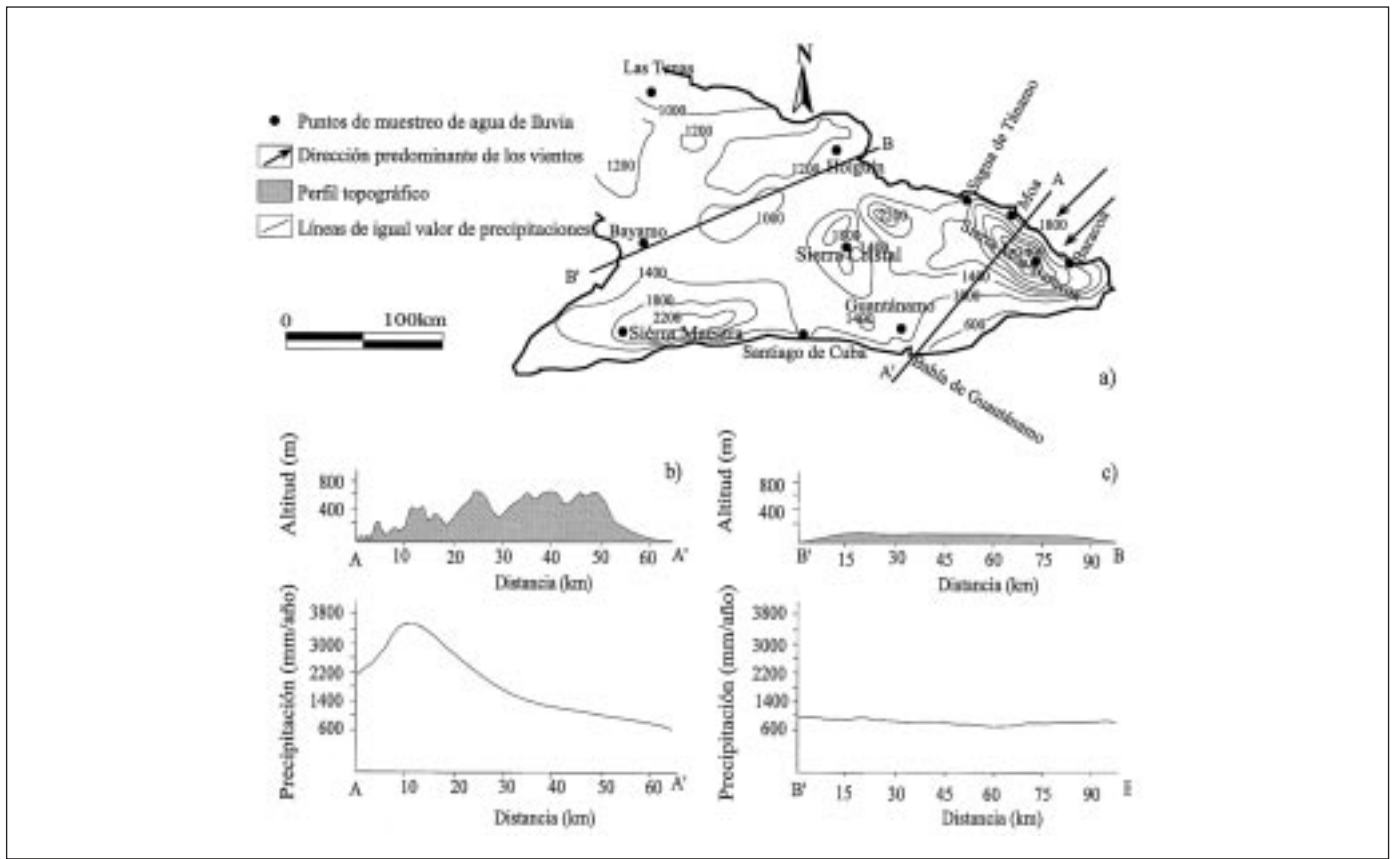 N
Las Tunas
Puntos de muestreo de agua de lluvia
Dirección predominante de los vientos
Perfil topográfico
Líneas de igual valor de precipitaciones
1000
1200
1200
1200
B
Holguín
Sagua de Tánamo
Moa
A
1800
Baracoa
1000
Bayamo
B'
1800
1400
Sierra Cristal
1400
1400
1800
2200
Sierra Maestra
Guantánamo
1400
600
Santiago de Cuba
A'
Bahía de Guantánamo
0 100km
a)
b)
Altitud (m)
800
400
A 10 20 30 40 50 60 A'
Distancia (km)
c)
Altitud (m)
800
400
B' 15 30 45 60 75 90 B
Distancia (km)
Precipitación (mm/año)
3800
3000
2200
1400
600
A 10 20 30 40 50 60 A'
Distancia (km)
Precipitación (mm/año)
3800
3000
2200
1400
600
B' 15 30 45 60 75 90
Distancia (km)